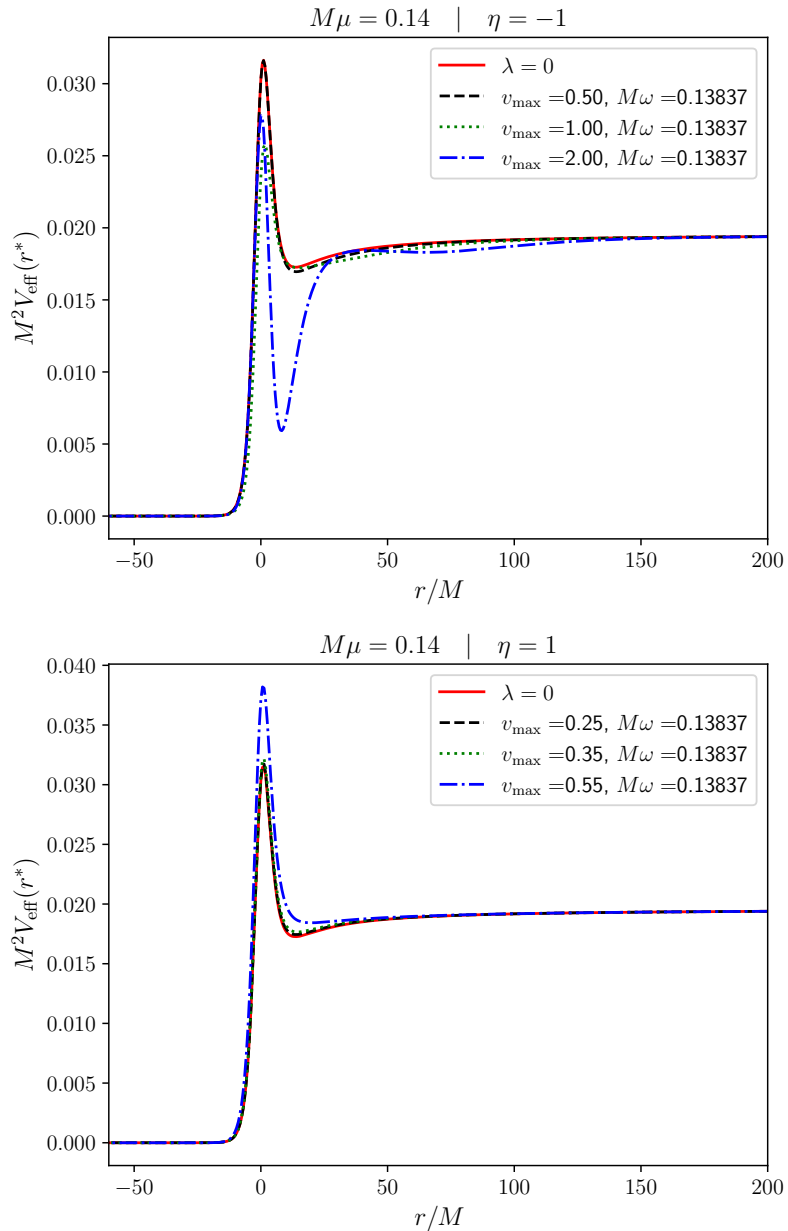 Mμ = 0.14 | η = −1
0.030
0.025
0.020
0.015
0.010
0.005
0.000
M²V_eff(r*)
λ = 0
v_max =0.50, Mω =0.13837
v_max =1.00, Mω =0.13837
v_max =2.00, Mω =0.13837
−50 0 50 100 150 200
r/M
Mμ = 0.14 | η = 1
0.040
0.035
0.030
0.025
0.020
0.015
0.010
0.005
0.000
M²V_eff(r*)
λ = 0
v_max =0.25, Mω =0.13837
v_max =0.35, Mω =0.13837
v_max =0.55, Mω =0.13837
−50 0 50 100 150 200
r/M